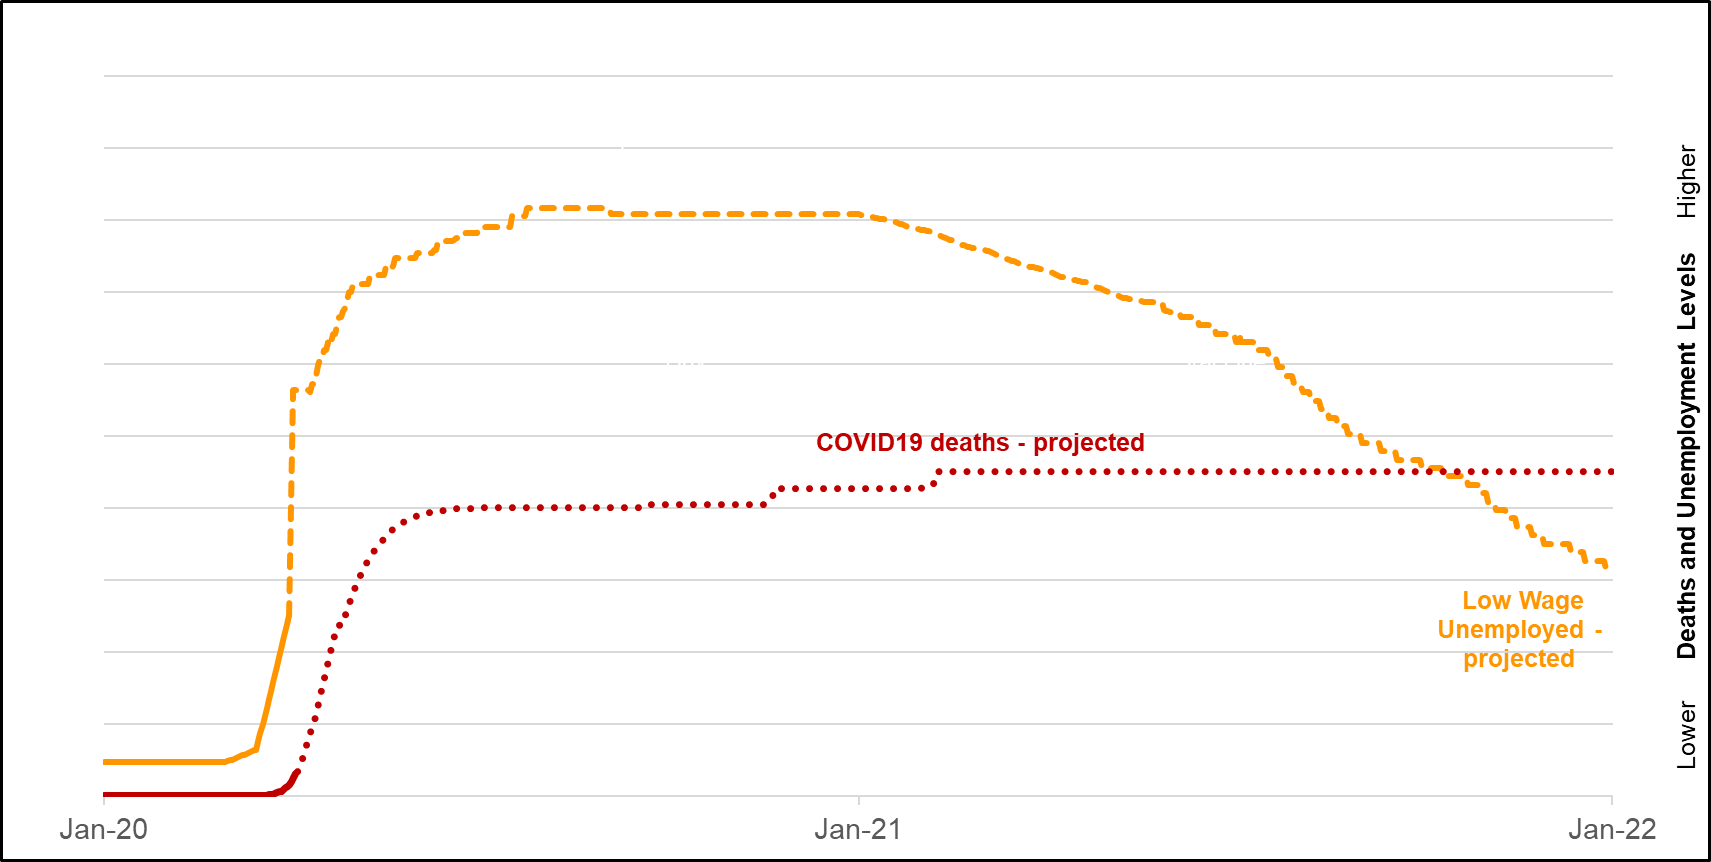 Higher
Deaths and Unemployment Levels
Lower
COVID19 deaths - projected
Low Wage
Unemployed -
projected
Jan-20
Jan-21
Jan-22